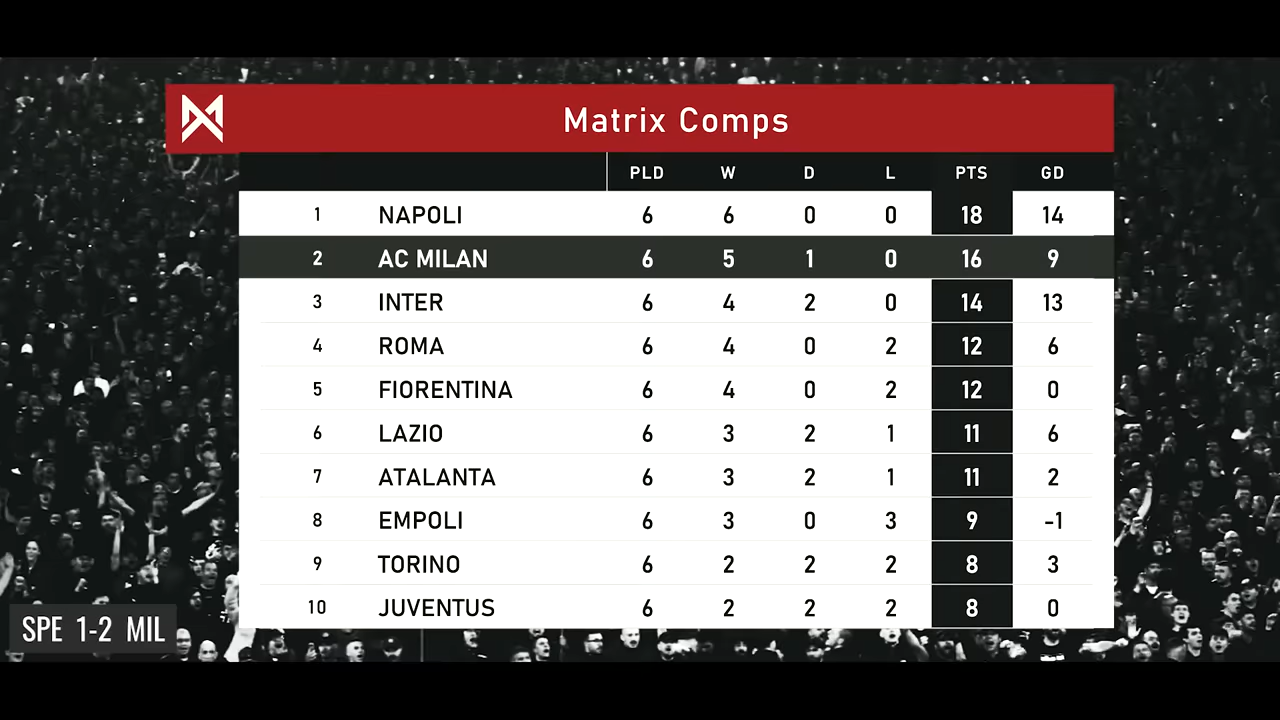 Matrix Comps
PLD W D L PTS GD
1 NAPOLI 6 6 0 0 18 14
2 AC MILAN 6 5 1 0 16 9
3 INTER 6 4 2 0 14 13
4 ROMA 6 4 0 2 12 6
5 FIORENTINA 6 4 0 2 12 0
6 LAZIO 6 3 2 1 11 6
7 ATALANTA 6 3 2 1 11 2
8 EMPOLI 6 3 0 3 9 -1
9 TORINO 6 2 2 2 8 3
10 JUVENTUS 6 2 2 2 8 0
SPE 1-2 MIL